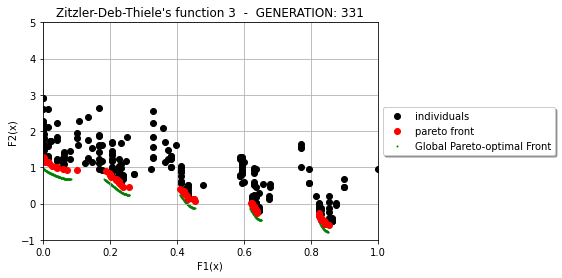 Zitzler-Deb-Thiele's function 3 - GENERATION: 331
5
4
3
2
1
0
−1
F2(x)
0.0 0.2 0.4 0.6 0.8 1.0
F1(x)
individuals
pareto front
Global Pareto-optimal Front